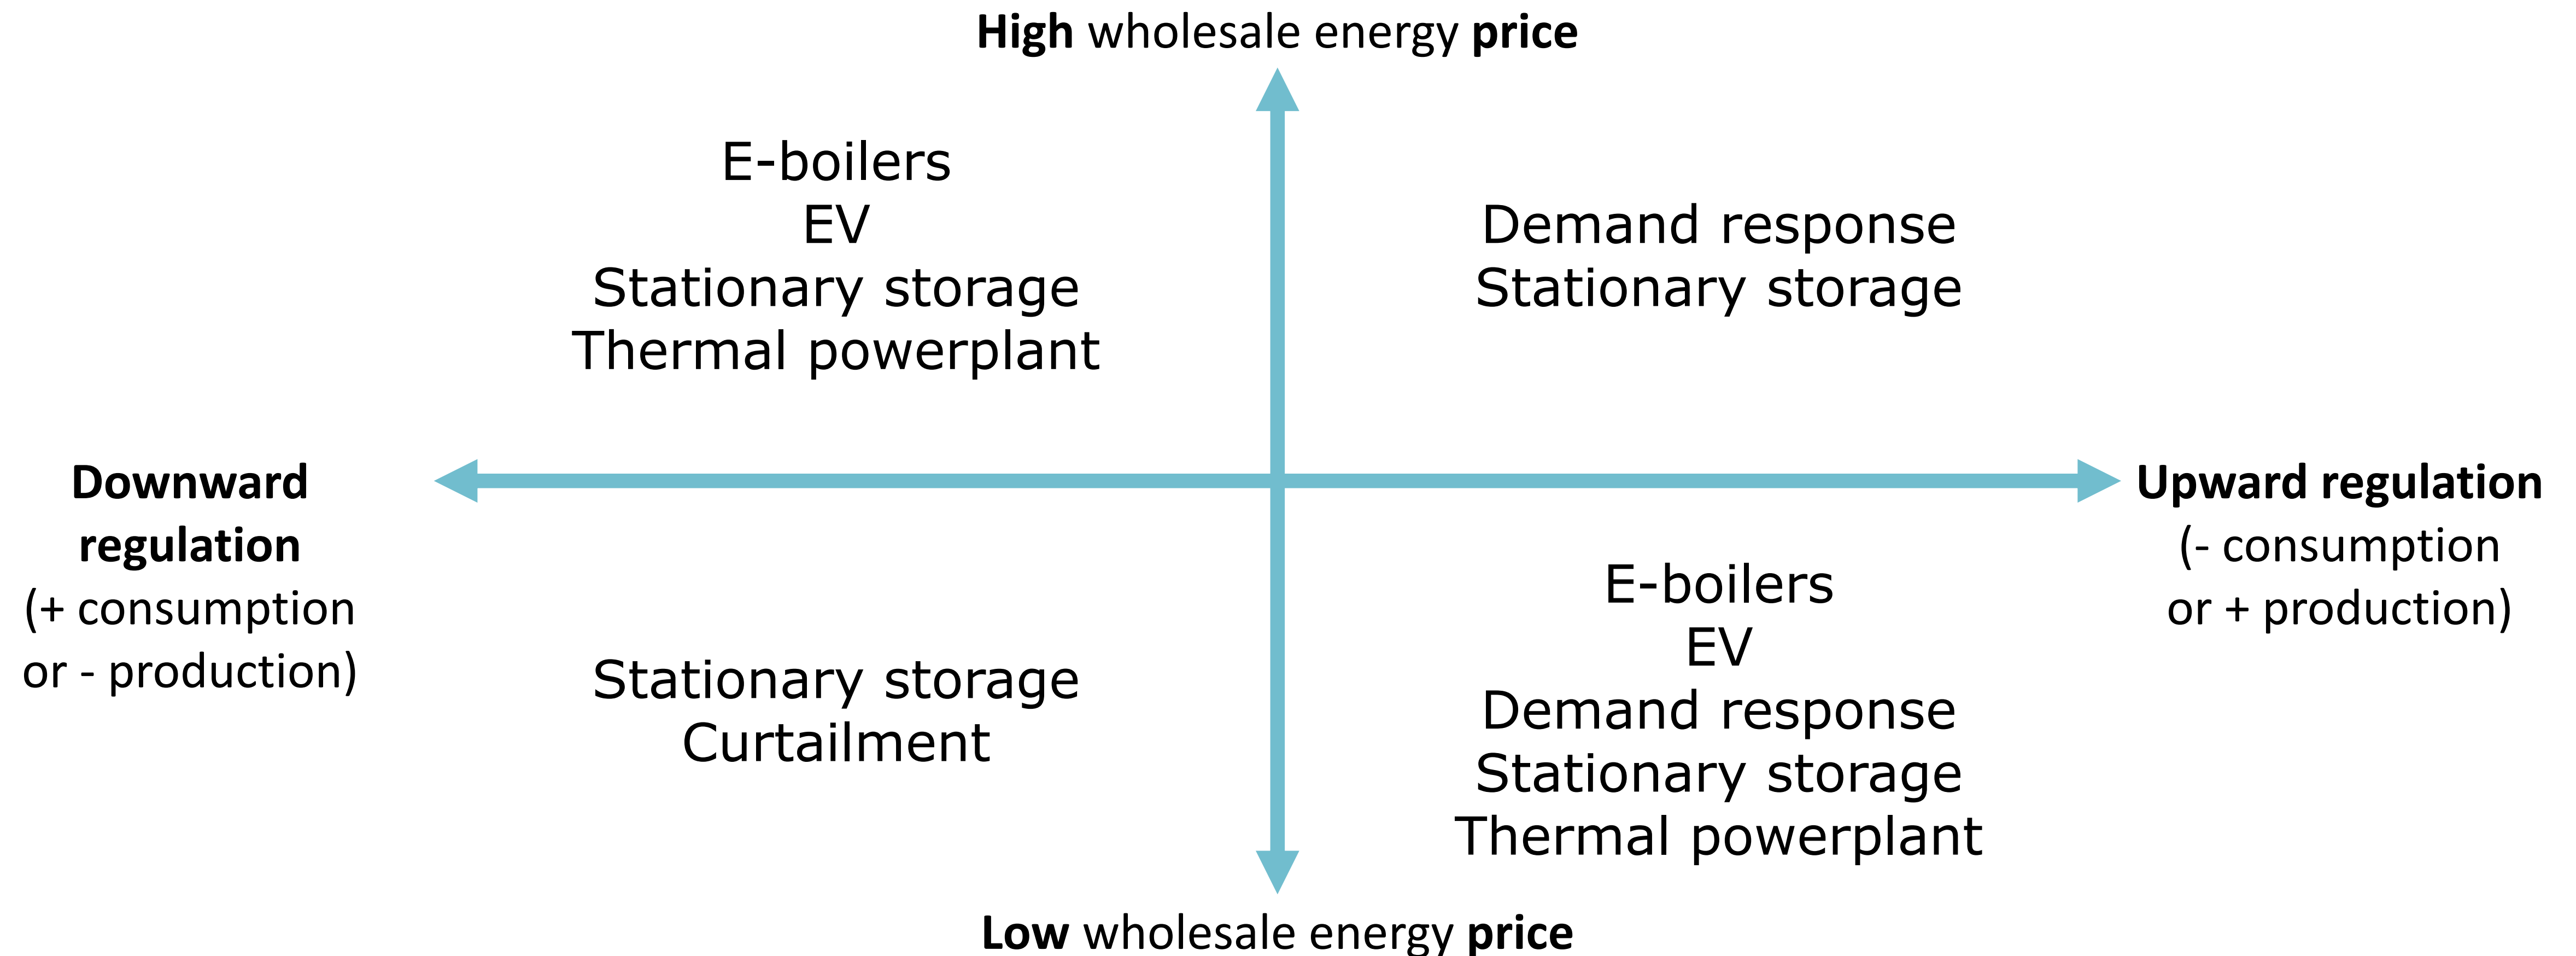 High wholesale energy price
E-boilers
EV
Stationary storage
Thermal powerplant
Demand response
Stationary storage
Downward
regulation
(+ consumption
or - production)
Upward regulation
(- consumption
or + production)
Stationary storage
Curtailment
E-boilers
EV
Demand response
Stationary storage
Thermal powerplant
Low wholesale energy price